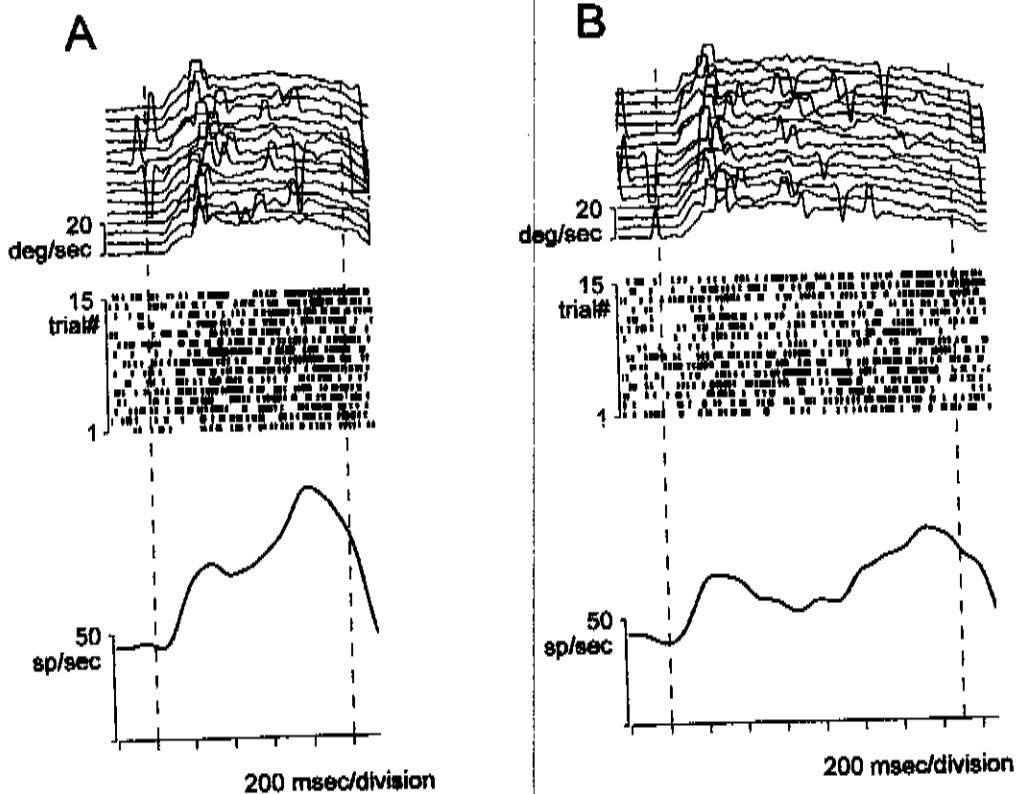 A
20
deg/sec
15
trial#
1
50
sp/sec
200 msec/division
B
20
deg/sec
15
trial#
1
50
sp/sec
200 msec/division